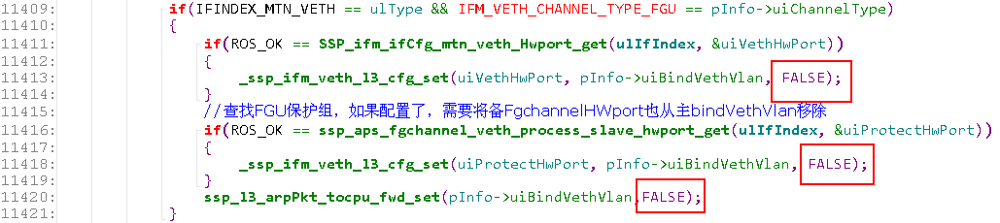 11409: if(IFINDEX_MTN_VETH == ulType && IFM_VETH_CHANNEL_TYPE_FGU == pInfo->uiChannelType)
11410: {
11411: if(ROS_OK == SSP_ifm_ifCfg_mtn_veth_Hwport_get(ulIfIndex, &uiVethHwPort))
11412: {
11413: _ssp_ifm_veth_l3_cfg_set(uiVethHwPort, pInfo->uiBindVethVlan, FALSE);
11414: }
11415: //查找FGU保护组，如果配置了，需要将备FgchannelHWport也从主bindVethVlan移除
11416: if(ROS_OK == ssp_aps_fgchannel_veth_process_slave_hwport_get(ulIfIndex, &uiProtectHwPort))
11417: {
11418: _ssp_ifm_veth_l3_cfg_set(uiProtectHwPort, pInfo->uiBindVethVlan, FALSE);
11419: }
11420: ssp_l3_arpPkt_tocpu_fwd_set(pInfo->uiBindVethVlan,FALSE);
11421: }